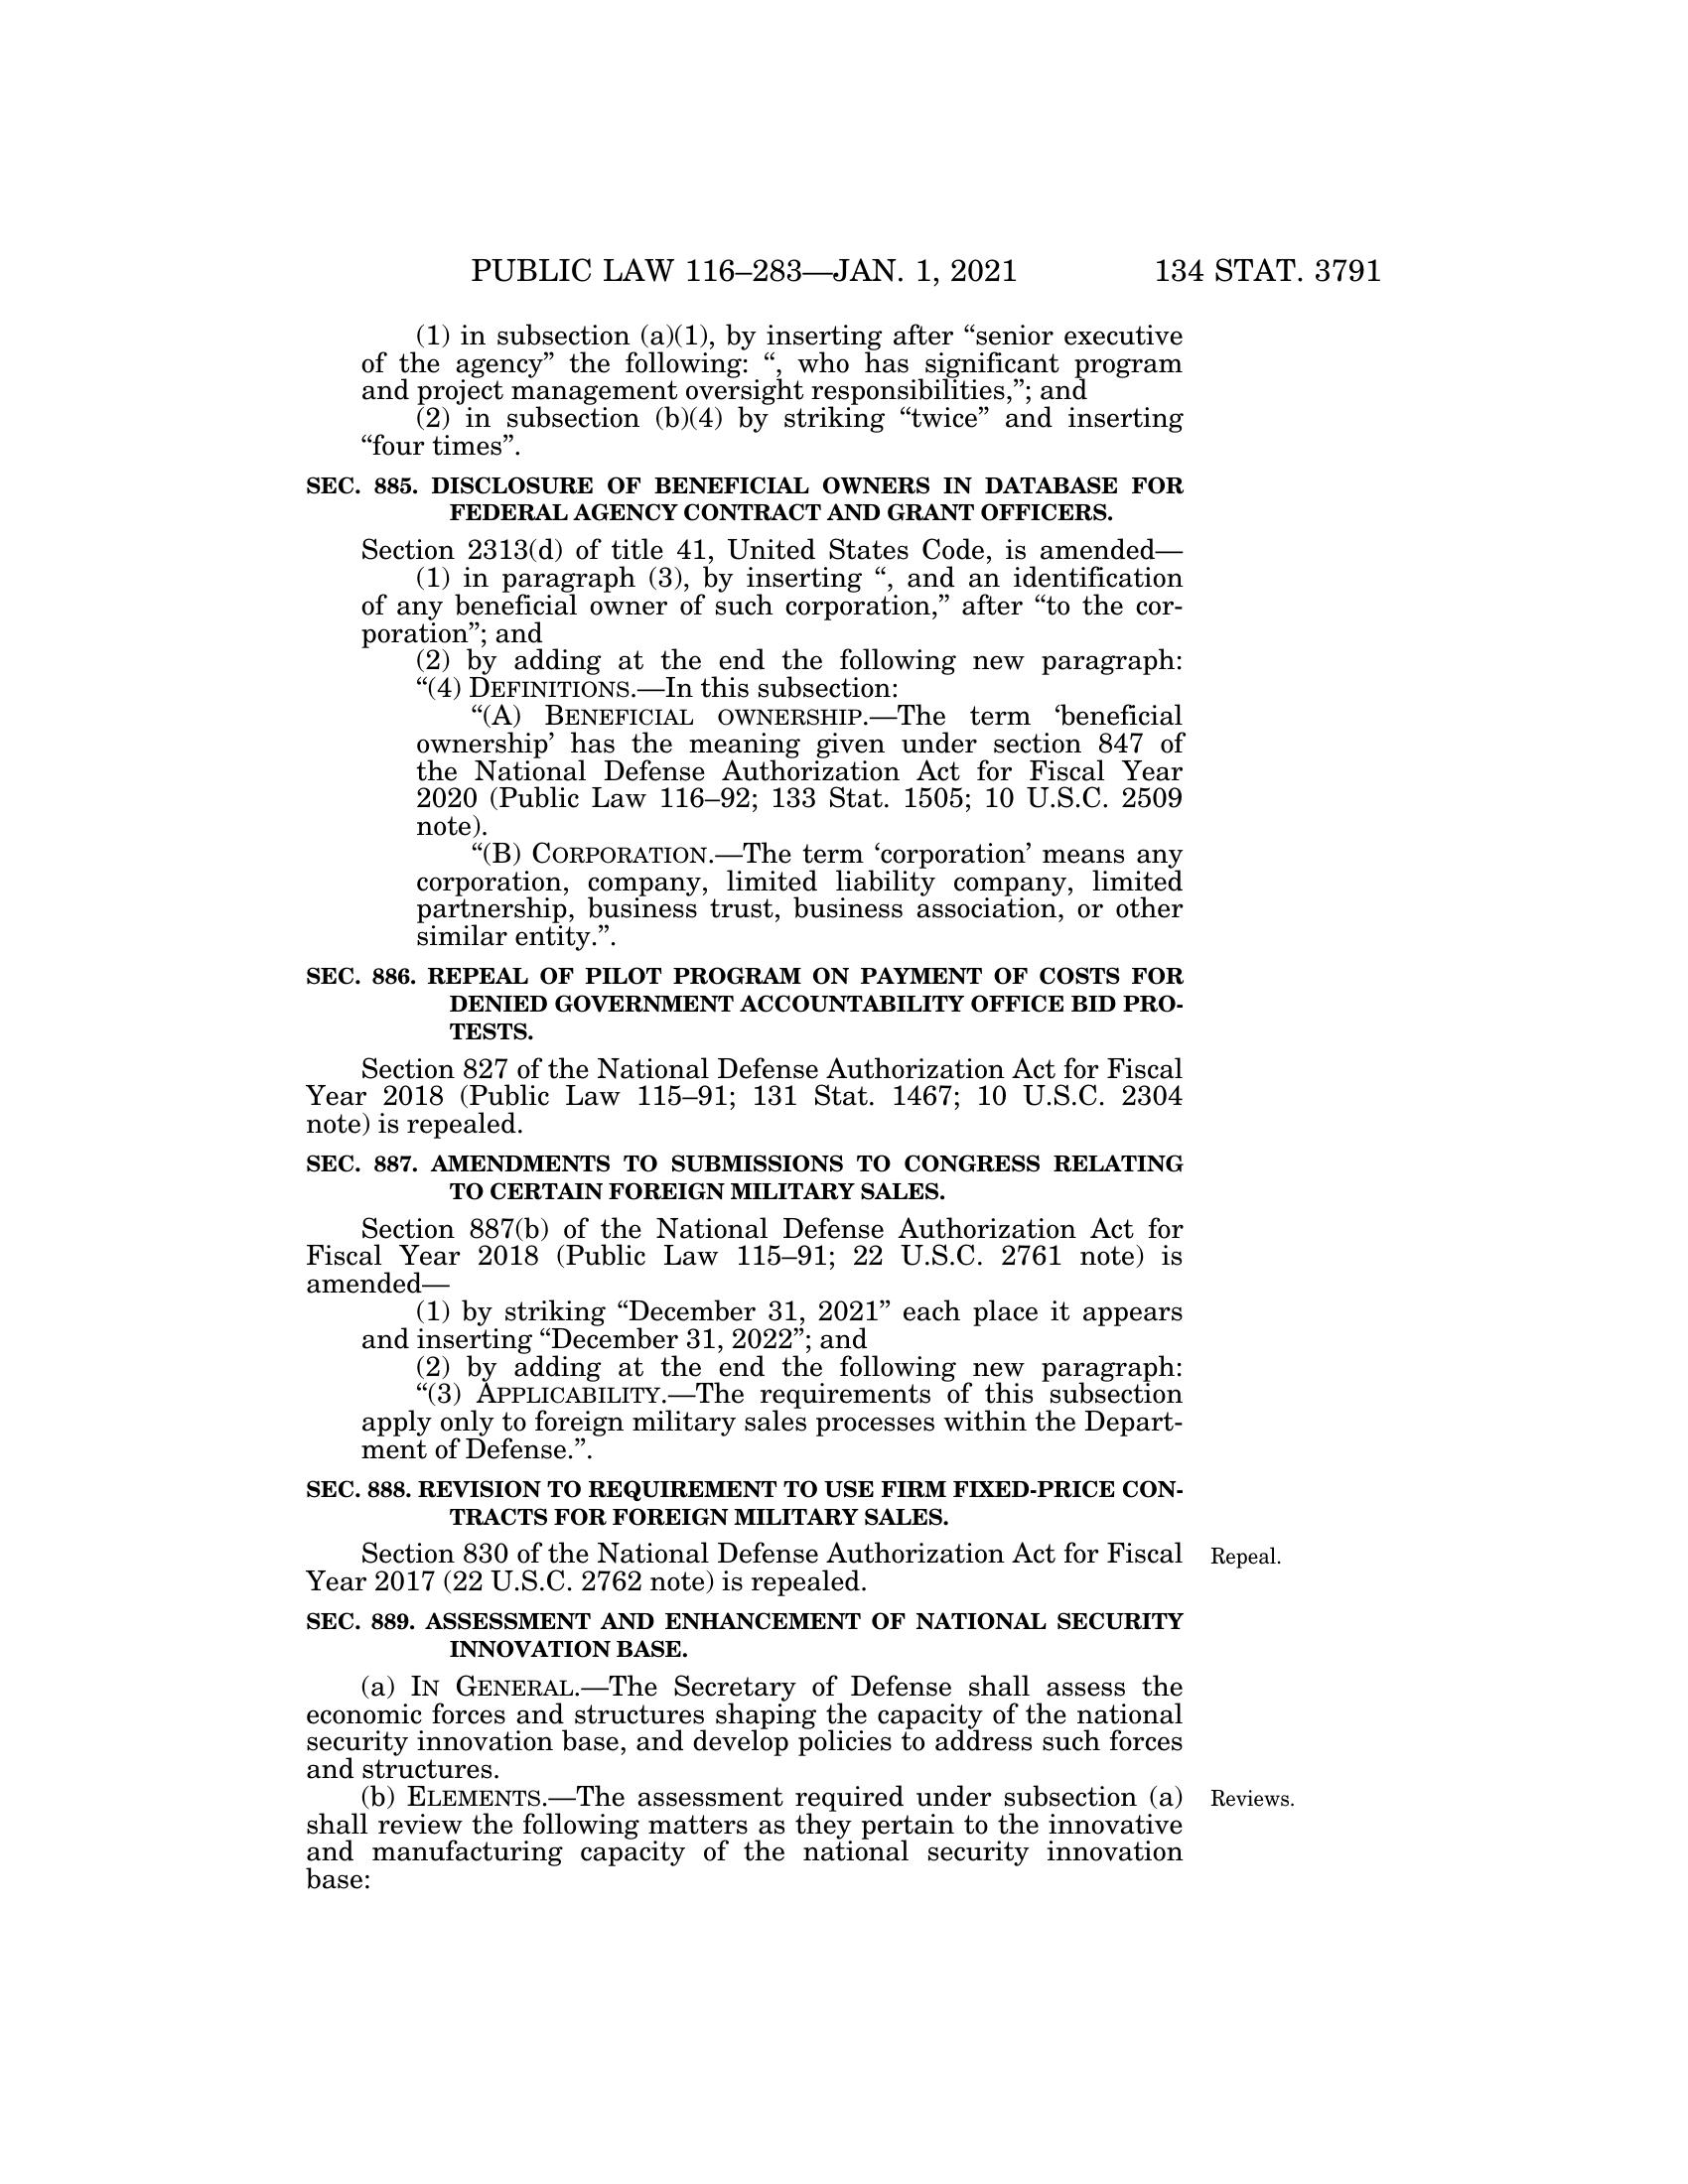 PUBLIC LAW 116–283—JAN. 1, 2021 134 STAT. 3791
(1) in subsection (a)(1), by inserting after “senior executive
of the agency” the following: “, who has significant program
and project management oversight responsibilities,”; and
(2) in subsection (b)(4) by striking “twice” and inserting
“four times”.
SEC. 885. DISCLOSURE OF BENEFICIAL OWNERS IN DATABASE FOR
FEDERAL AGENCY CONTRACT AND GRANT OFFICERS.
Section 2313(d) of title 41, United States Code, is amended—
(1) in paragraph (3), by inserting “, and an identification
of any beneficial owner of such corporation,” after “to the cor-
poration”; and
(2) by adding at the end the following new paragraph:
“(4) DEFINITIONS.—In this subsection:
“(A) BENEFICIAL OWNERSHIP.—The term ‘beneficial
ownership’ has the meaning given under section 847 of
the National Defense Authorization Act for Fiscal Year
2020 (Public Law 116–92; 133 Stat. 1505; 10 U.S.C. 2509
note).
“(B) CORPORATION.—The term ‘corporation’ means any
corporation, company, limited liability company, limited
partnership, business trust, business association, or other
similar entity.”.
SEC. 886. REPEAL OF PILOT PROGRAM ON PAYMENT OF COSTS FOR
DENIED GOVERNMENT ACCOUNTABILITY OFFICE BID PRO-
TESTS.
Section 827 of the National Defense Authorization Act for Fiscal
Year 2018 (Public Law 115–91; 131 Stat. 1467; 10 U.S.C. 2304
note) is repealed.
SEC. 887. AMENDMENTS TO SUBMISSIONS TO CONGRESS RELATING
TO CERTAIN FOREIGN MILITARY SALES.
Section 887(b) of the National Defense Authorization Act for
Fiscal Year 2018 (Public Law 115–91; 22 U.S.C. 2761 note) is
amended—
(1) by striking “December 31, 2021” each place it appears
and inserting “December 31, 2022”; and
(2) by adding at the end the following new paragraph:
“(3) APPLICABILITY.—The requirements of this subsection
apply only to foreign military sales processes within the Depart-
ment of Defense.”.
SEC. 888. REVISION TO REQUIREMENT TO USE FIRM FIXED-PRICE CON-
TRACTS FOR FOREIGN MILITARY SALES.
Section 830 of the National Defense Authorization Act for Fiscal Repeal.
Year 2017 (22 U.S.C. 2762 note) is repealed.
SEC. 889. ASSESSMENT AND ENHANCEMENT OF NATIONAL SECURITY
INNOVATION BASE.
(a) IN GENERAL.—The Secretary of Defense shall assess the
economic forces and structures shaping the capacity of the national
security innovation base, and develop policies to address such forces
and structures.
(b) ELEMENTS.—The assessment required under subsection (a) Reviews.
shall review the following matters as they pertain to the innovative
and manufacturing capacity of the national security innovation
base: